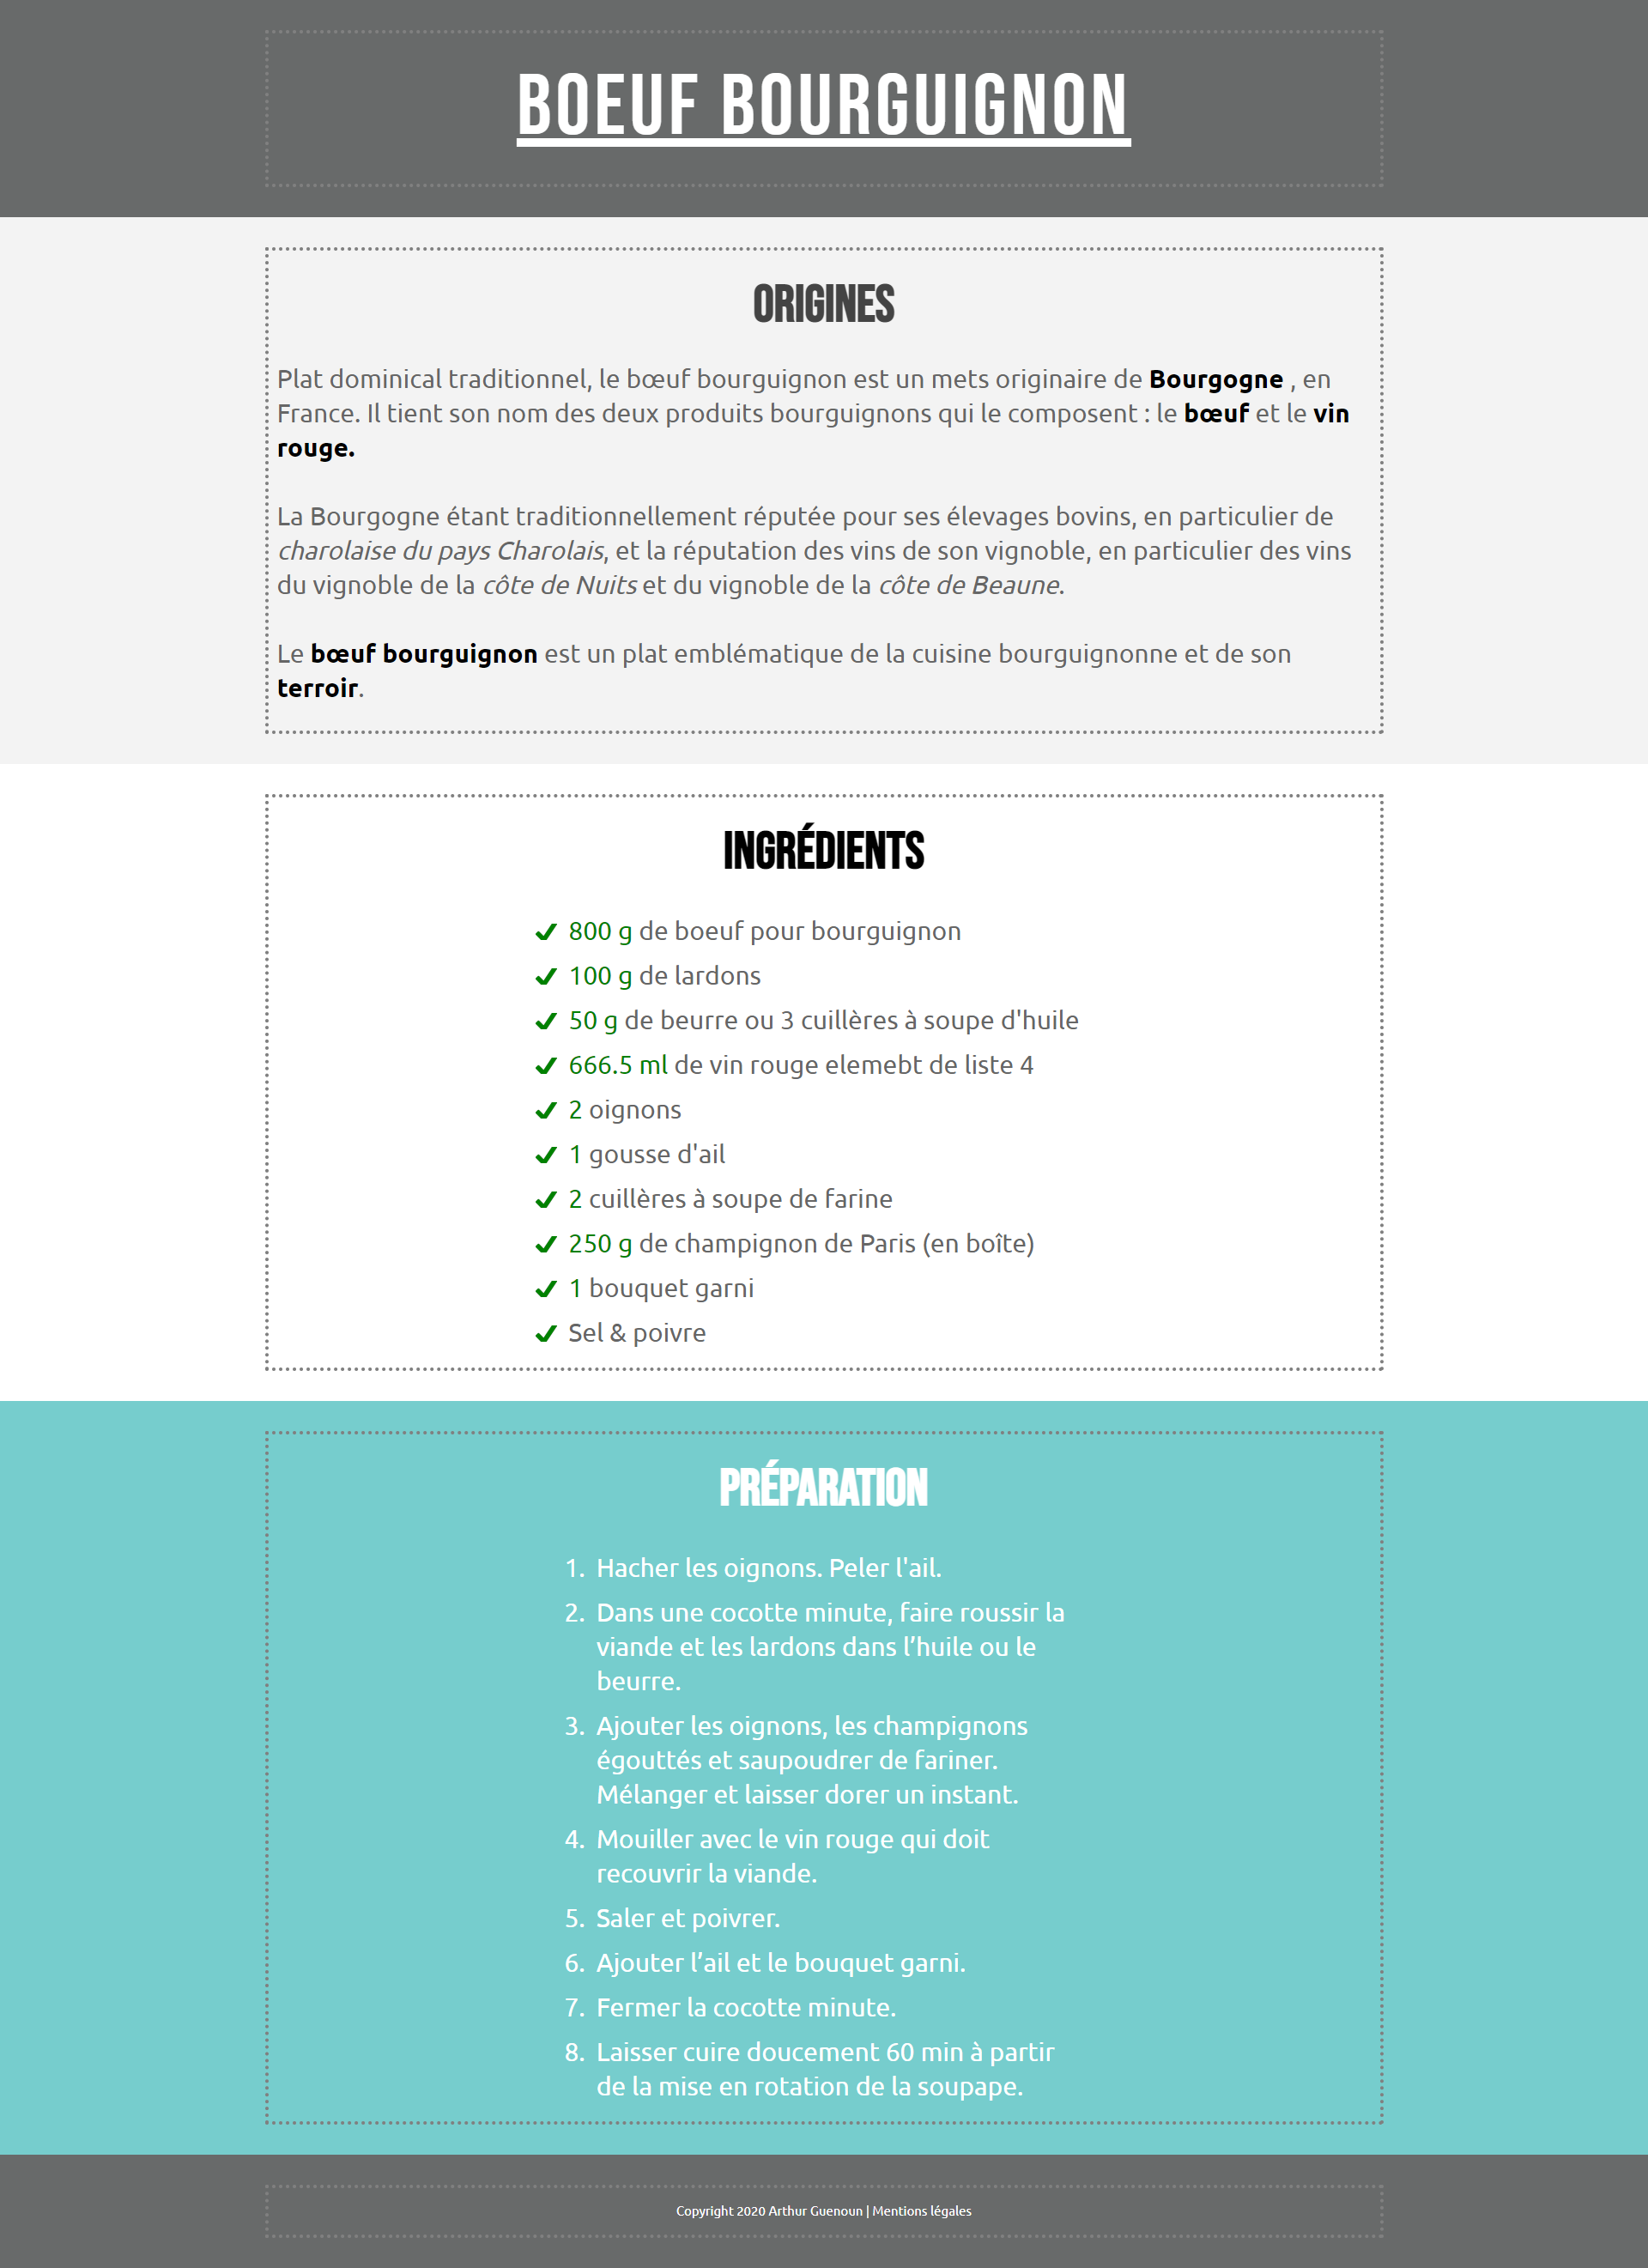 BOEUF BOURGUIGNON
ORIGINES
Plat dominical traditionnel, le bœuf bourguignon est un mets originaire de Bourgogne , en
France. Il tient son nom des deux produits bourguignons qui le composent : le bœuf et le vin
rouge.
La Bourgogne étant traditionnellement réputée pour ses élevages bovins, en particulier de
charolaise du pays Charolais, et la réputation des vins de son vignoble, en particulier des vins
du vignoble de la côte de Nuits et du vignoble de la côte de Beaune.
Le bœuf bourguignon est un plat emblématique de la cuisine bourguignonne et de son
terroir.
INGRÉDIENTS
✔ 800 g de boeuf pour bourguignon
✔ 100 g de lardons
✔ 50 g de beurre ou 3 cuillères à soupe d'huile
✔ 666.5 ml de vin rouge elemebt de liste 4
✔ 2 oignons
✔ 1 gousse d'ail
✔ 2 cuillères à soupe de farine
✔ 250 g de champignon de Paris (en boîte)
✔ 1 bouquet garni
✔ Sel & poivre
PRÉPARATION
1. Hacher les oignons. Peler l'ail.
2. Dans une cocotte minute, faire roussir la
viande et les lardons dans l’huile ou le
beurre.
3. Ajouter les oignons, les champignons
égouttés et saupoudrer de fariner.
Mélanger et laisser dorer un instant.
4. Mouiller avec le vin rouge qui doit
recouvrir la viande.
5. Saler et poivrer.
6. Ajouter l’ail et le bouquet garni.
7. Fermer la cocotte minute.
8. Laisser cuire doucement 60 min à partir
de la mise en rotation de la soupape.
Copyright 2020 Arthur Guenoun | Mentions légales